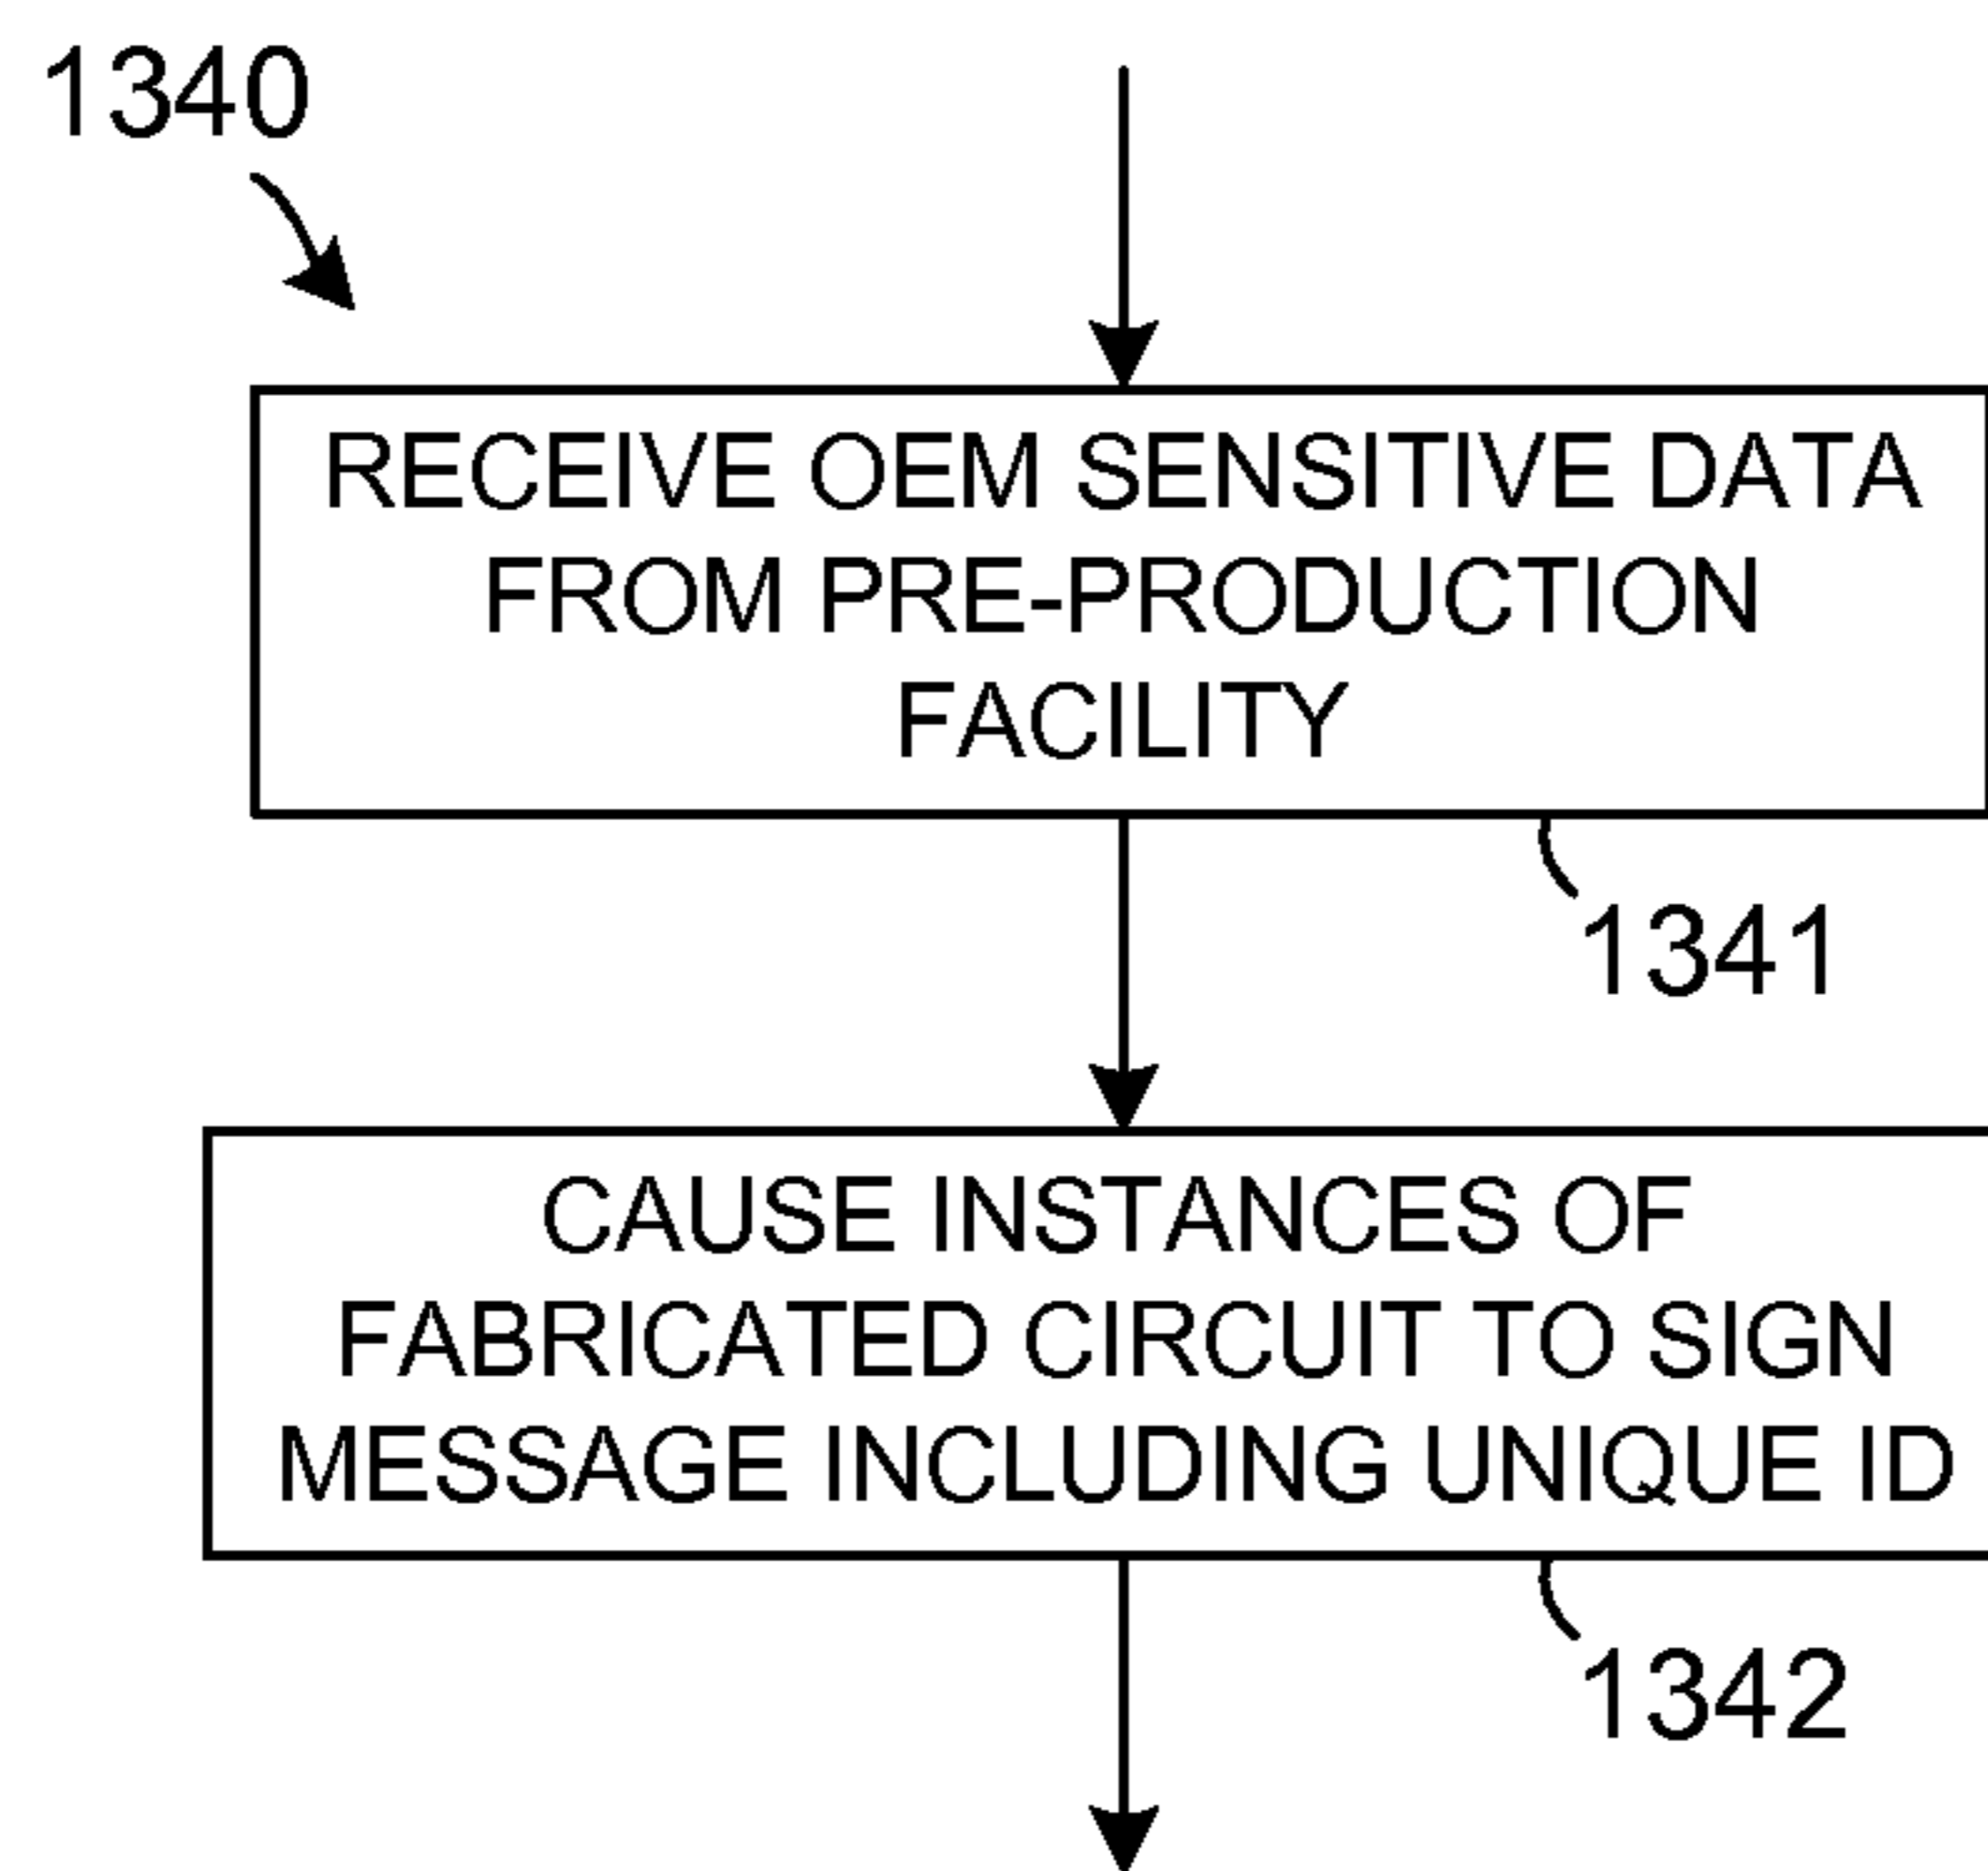 1340
RECEIVE OEM SENSITIVE DATA
FROM PRE-PRODUCTION
FACILITY
1341
CAUSE INSTANCES OF
FABRICATED CIRCUIT TO SIGN
MESSAGE INCLUDING UNIQUE ID
1342